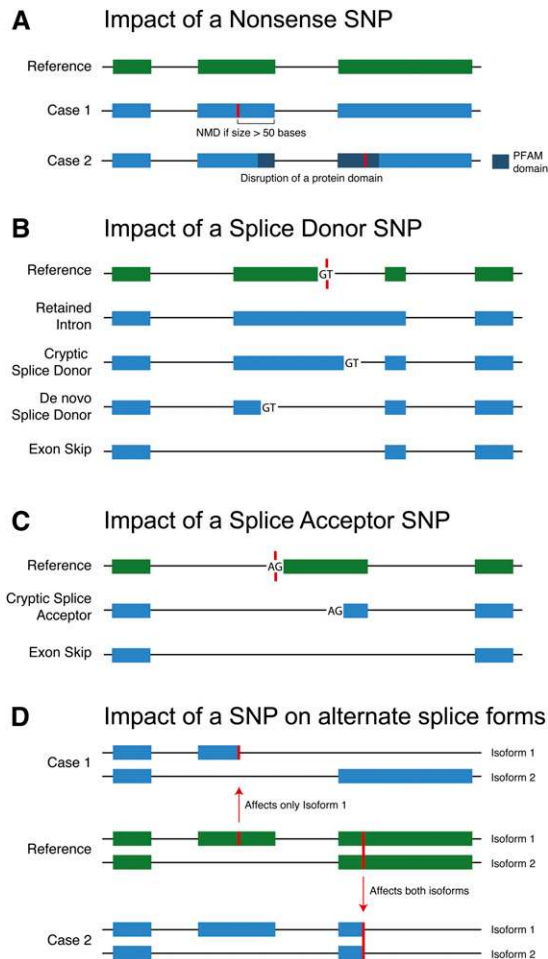 A Impact of a Nonsense SNP
Reference
Case 1
NMD if size > 50 bases
Case 2
PFAM
domain
Disruption of a protein domain
B Impact of a Splice Donor SNP
Reference
GT
Retained
Intron
Cryptic
Splice Donor
GT
De novo
Splice Donor
GT
Exon Skip
C Impact of a Splice Acceptor SNP
Reference
AG
Cryptic Splice
Acceptor
AG
Exon Skip
D Impact of a SNP on alternate splice forms
Case 1
Isoform 1
Isoform 2
Affects only Isoform 1
Reference
Isoform 1
Isoform 2
Affects both isoforms
Case 2
Isoform 1
Isoform 2